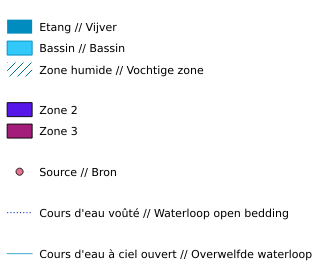 Etang // Vijver
Bassin // Bassin
Zone humide // Vochtige zone
Zone 2
Zone 3
Source // Bron
Cours d'eau voûté // Waterloop open bedding
Cours d'eau à ciel ouvert // Overwelfde waterloop